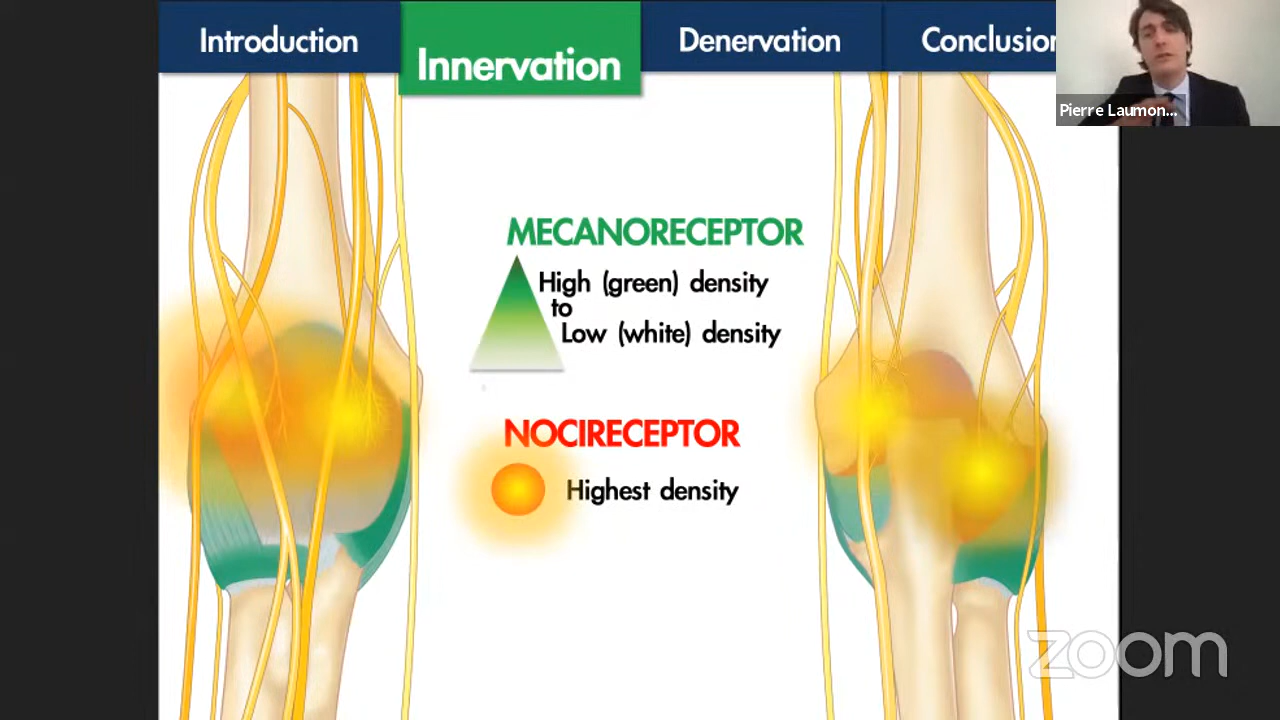 Introduction
Innervation
Denervation
Conclusion
Pierre Laumon...
MECANORECEPTOR
High (green) density
to
Low (white) density
NOCIRECEPTOR
Highest density
zoom